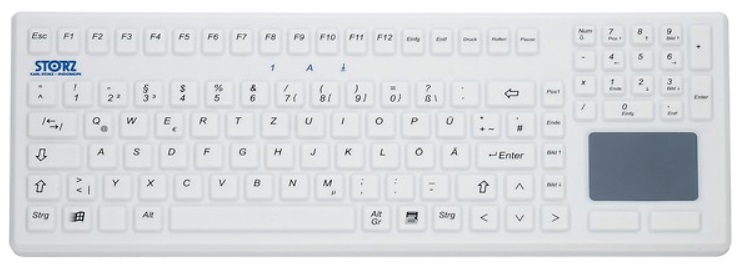 Esc F1 F2 F3 F4 F5 F6 F7 F8 F9 F10 F11 F12 Einfg Entf Druck Rollen Pause Num 7 Pos 1 8 ↑ 9 Bild ↑ +
STORZ
KARL STORZ - ENDOSKOPE
1 A
- 4 ← 5 6 →
° ^ ! 1 " 2 ² § 3 ³ $ 4 % 5 & 6 / 7 { ( 8 [ ) 9 ] = 0 } ? ß \ ⇦ Pos1
x 1 Ende 2 ↓ 3 Bild ↓ Enter
Q @ W E € R T Z U I O P Ü * + ~ ' # Ende
/ 0 Einfg , Entf
A S D F G H J K L Ö Ä ↵ Enter Bild ↑
⇧ > < | Y X C V B N M µ ; , : . _ - ⇧ ∧ Bild ↓
Strg Alt Alt Gr Strg < ∨ >